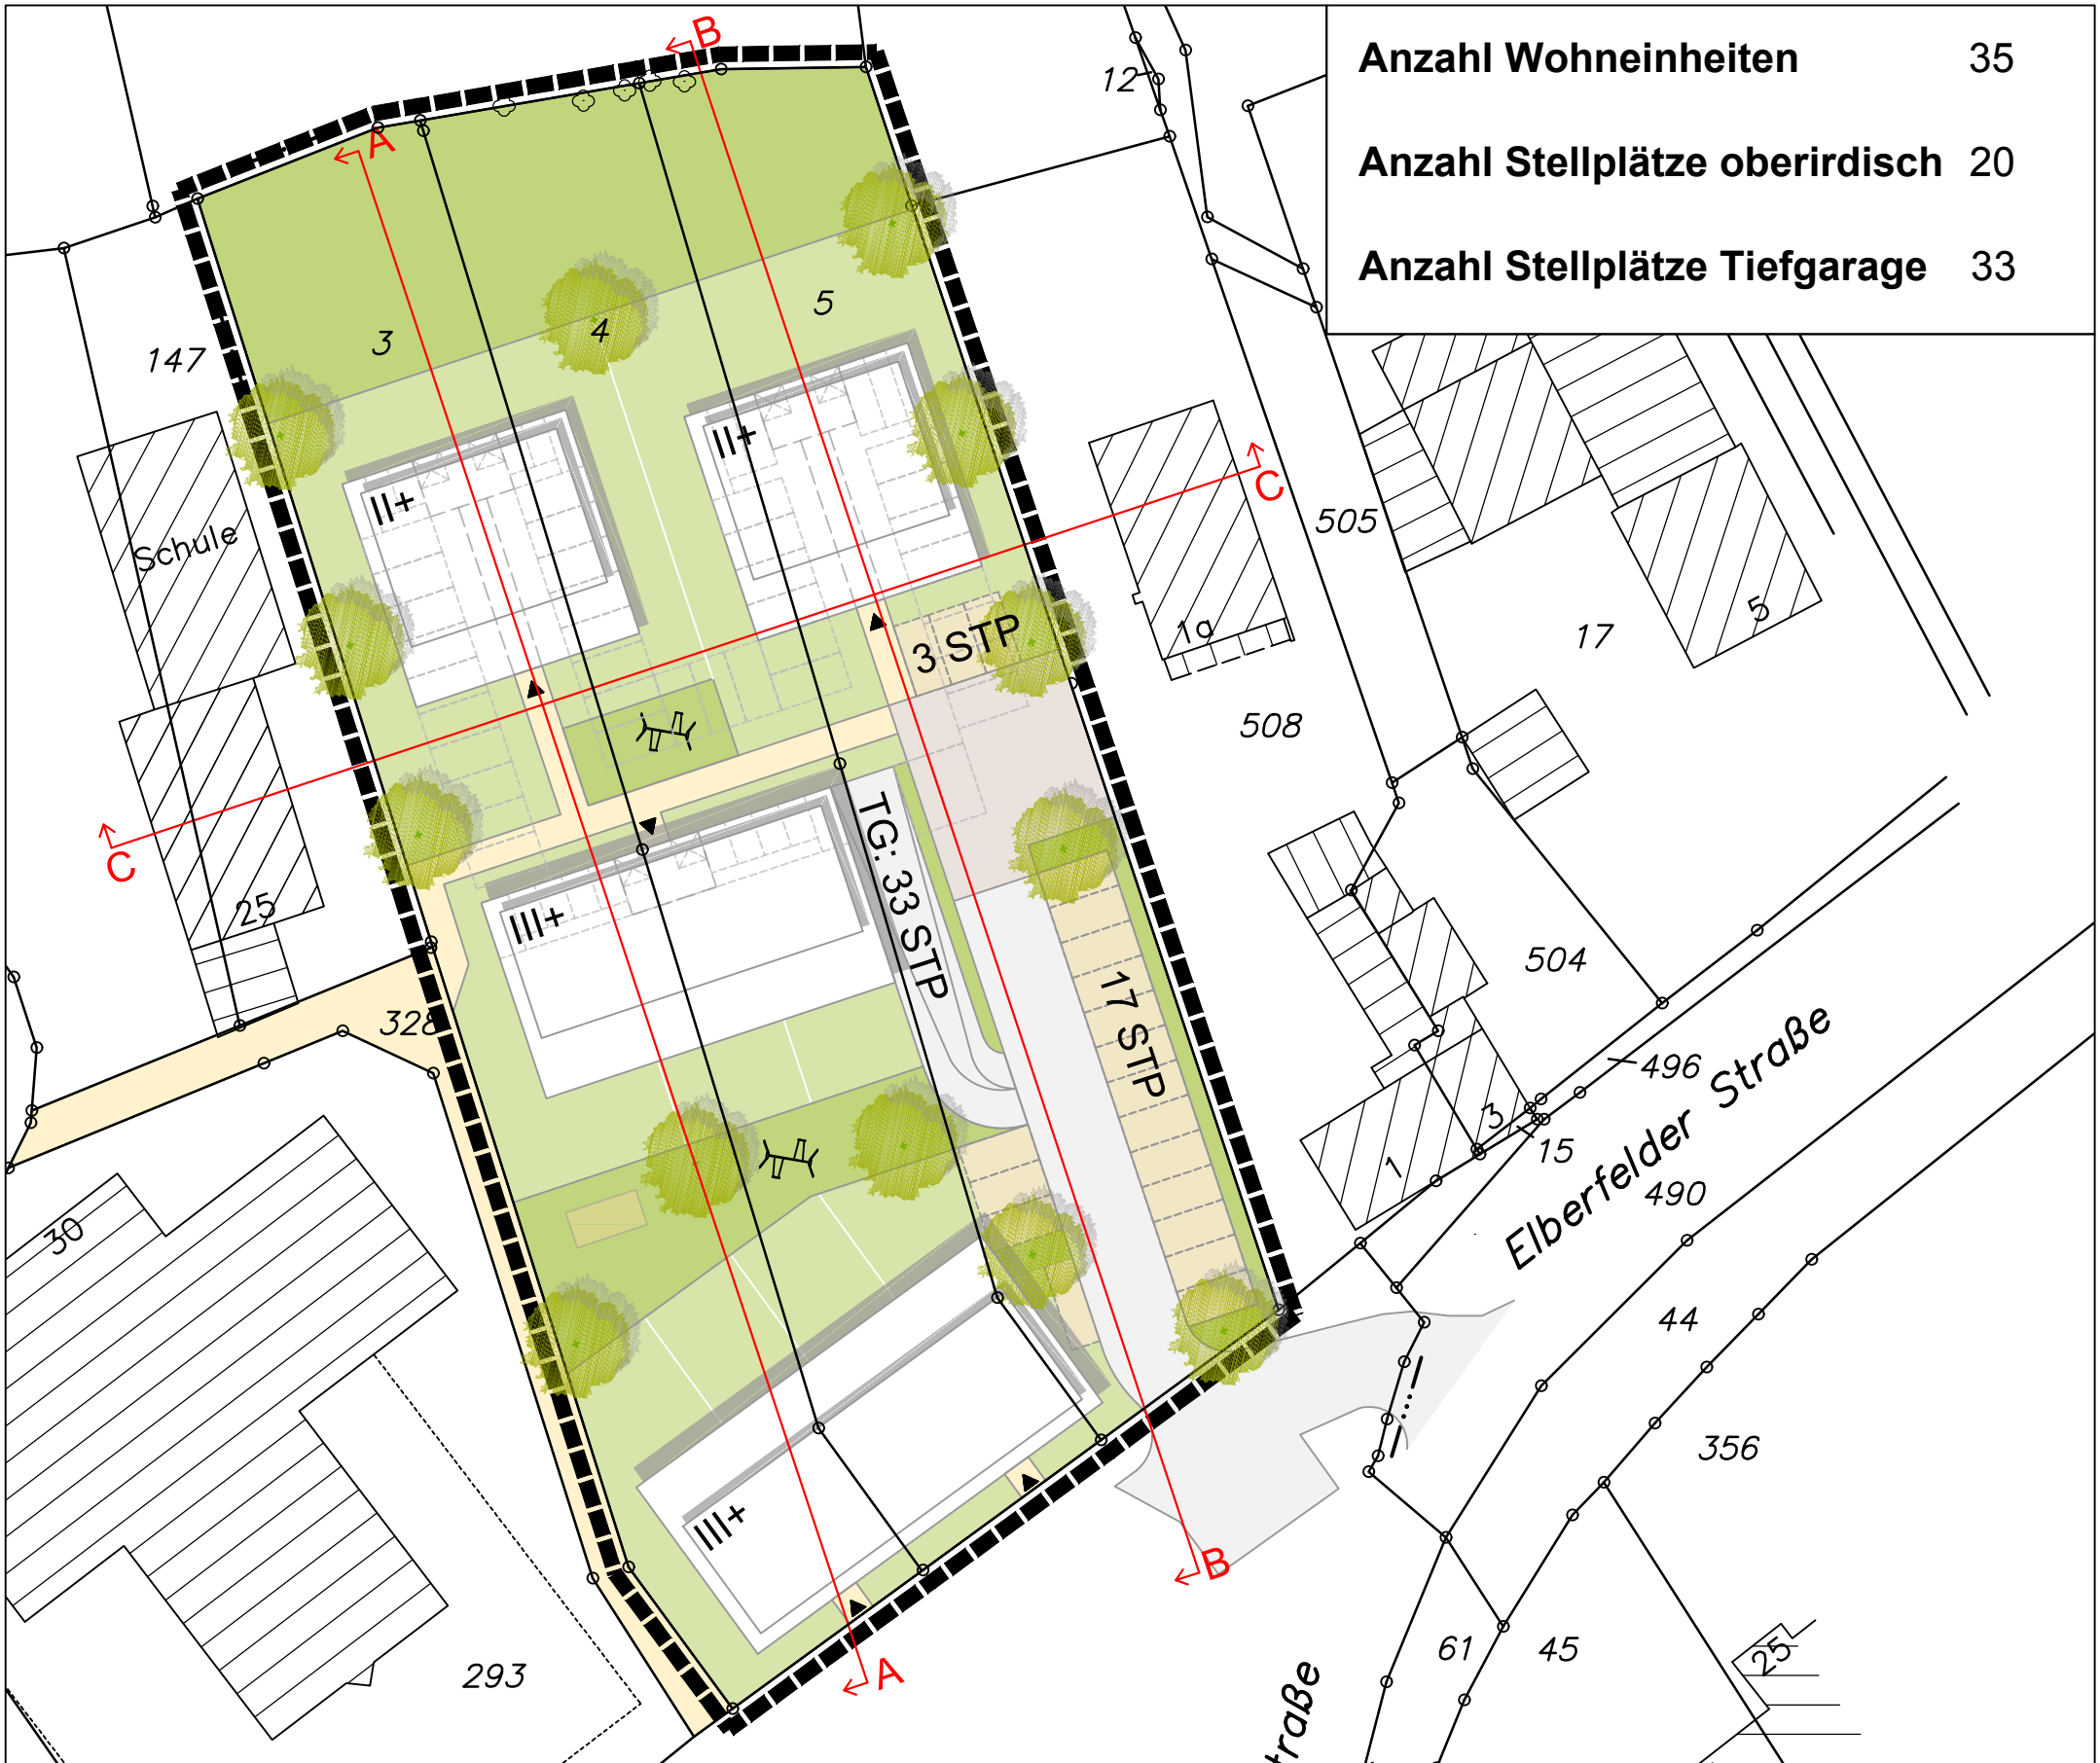 Anzahl Wohneinheiten 35
Anzahl Stellplätze oberirdisch 20
Anzahl Stellplätze Tiefgarage 33
B
12
A
5
3
4
147
II+
II+
C
505
Schule
17
5
1a
3 STP
508
TG: 33 STP
C
25
III+
504
17 STP
328
496
Elberfelder Straße
3
15
1
490
30
44
356
III+
B
61
45
25
A
293
traße